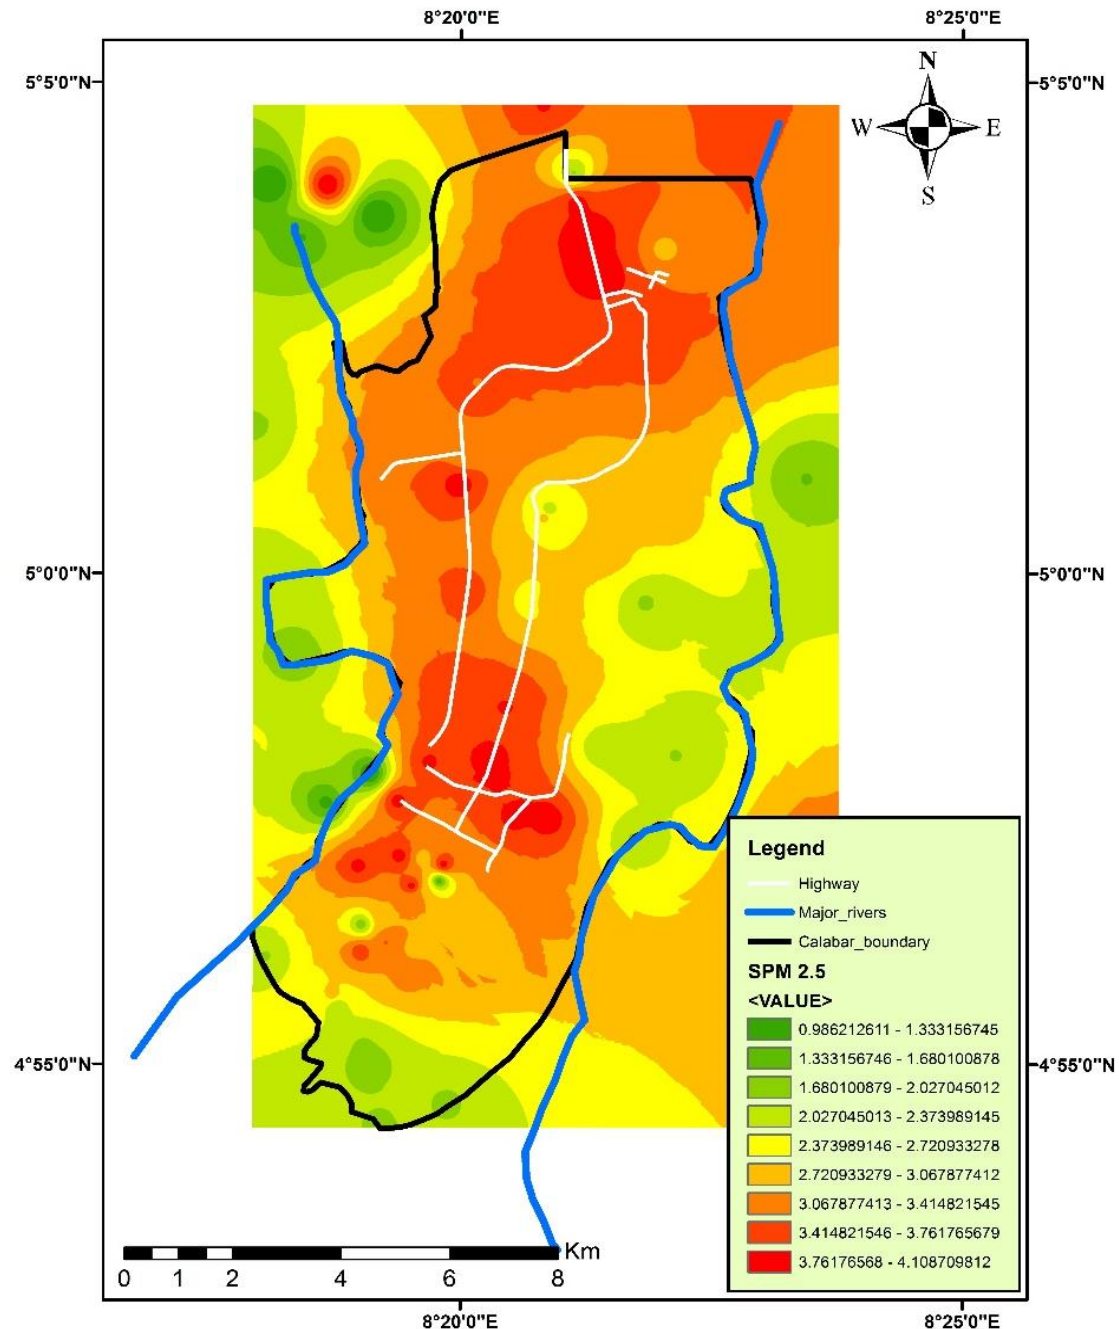 8°20'0"E
8°25'0"E
5°5'0"N
5°5'0"N
N
W
E
S
5°0'0"N
5°0'0"N
Legend
Highway
Major_rivers
Calabar_boundary
SPM 2.5
<VALUE>
0.986212611 - 1.333156745
1.333156746 - 1.680100878
1.680100879 - 2.027045012
2.027045013 - 2.373989145
2.373989146 - 2.720933278
2.720933279 - 3.067877412
3.067877413 - 3.414821545
3.414821546 - 3.761765679
3.76176568 - 4.108709812
4°55'0"N
4°55'0"N
Km
0 1 2 4 6 8
8°20'0"E
8°25'0"E